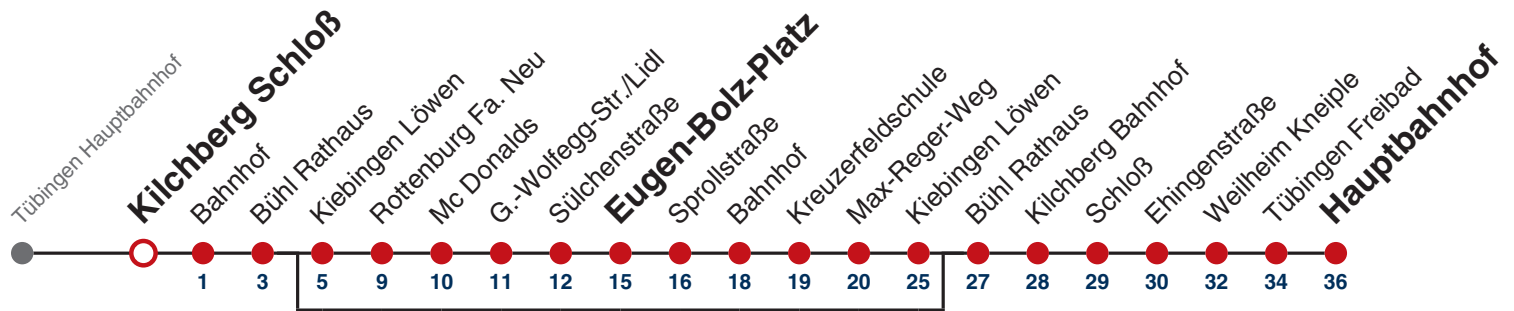 Tübingen Hauptbahnhof
Kilchberg Schloß
Bahnhof
Bühl Rathaus
Kiebingen Löwen
Rottenburg Fa. Neu
Mc Donalds
G.-Wolfegg-Str./Lidl
Sülchenstraße
Eugen-Bolz-Platz
Sprollstraße
Bahnhof
Kreuzerfeldschule
Max-Reger-Weg
Kiebingen Löwen
Bühl Rathaus
Kilchberg Bahnhof
Schloß
Ehingenstraße
Weilheim Kneiple
Tübingen Freibad
Hauptbahnhof
1 3 5 9 10 11 12 15 16 18 19 20 25 27 28 29 30 32 34 36